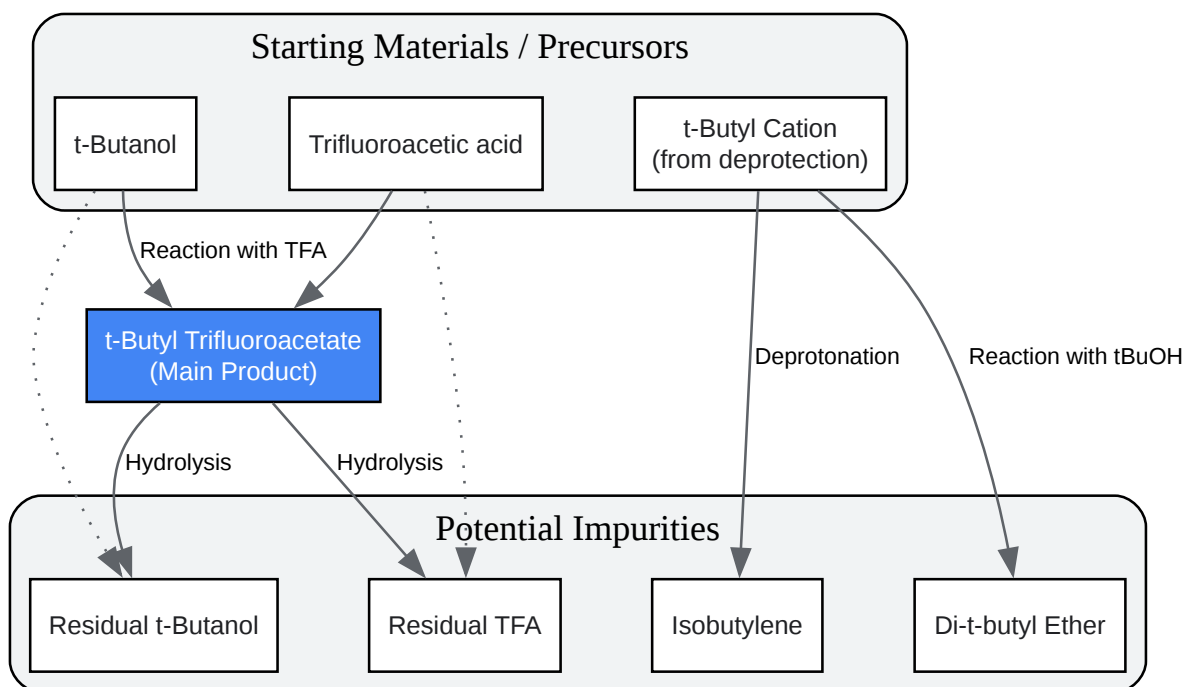 Starting Materials / Precursors
t-Butanol
Trifluoroacetic acid
t-Butyl Cation
(from deprotection)
Reaction with TFA
t-Butyl Trifluoroacetate
(Main Product)
Deprotonation
Reaction with tBuOH
Hydrolysis
Hydrolysis
Potential Impurities
Residual t-Butanol
Residual TFA
Isobutylene
Di-t-butyl Ether